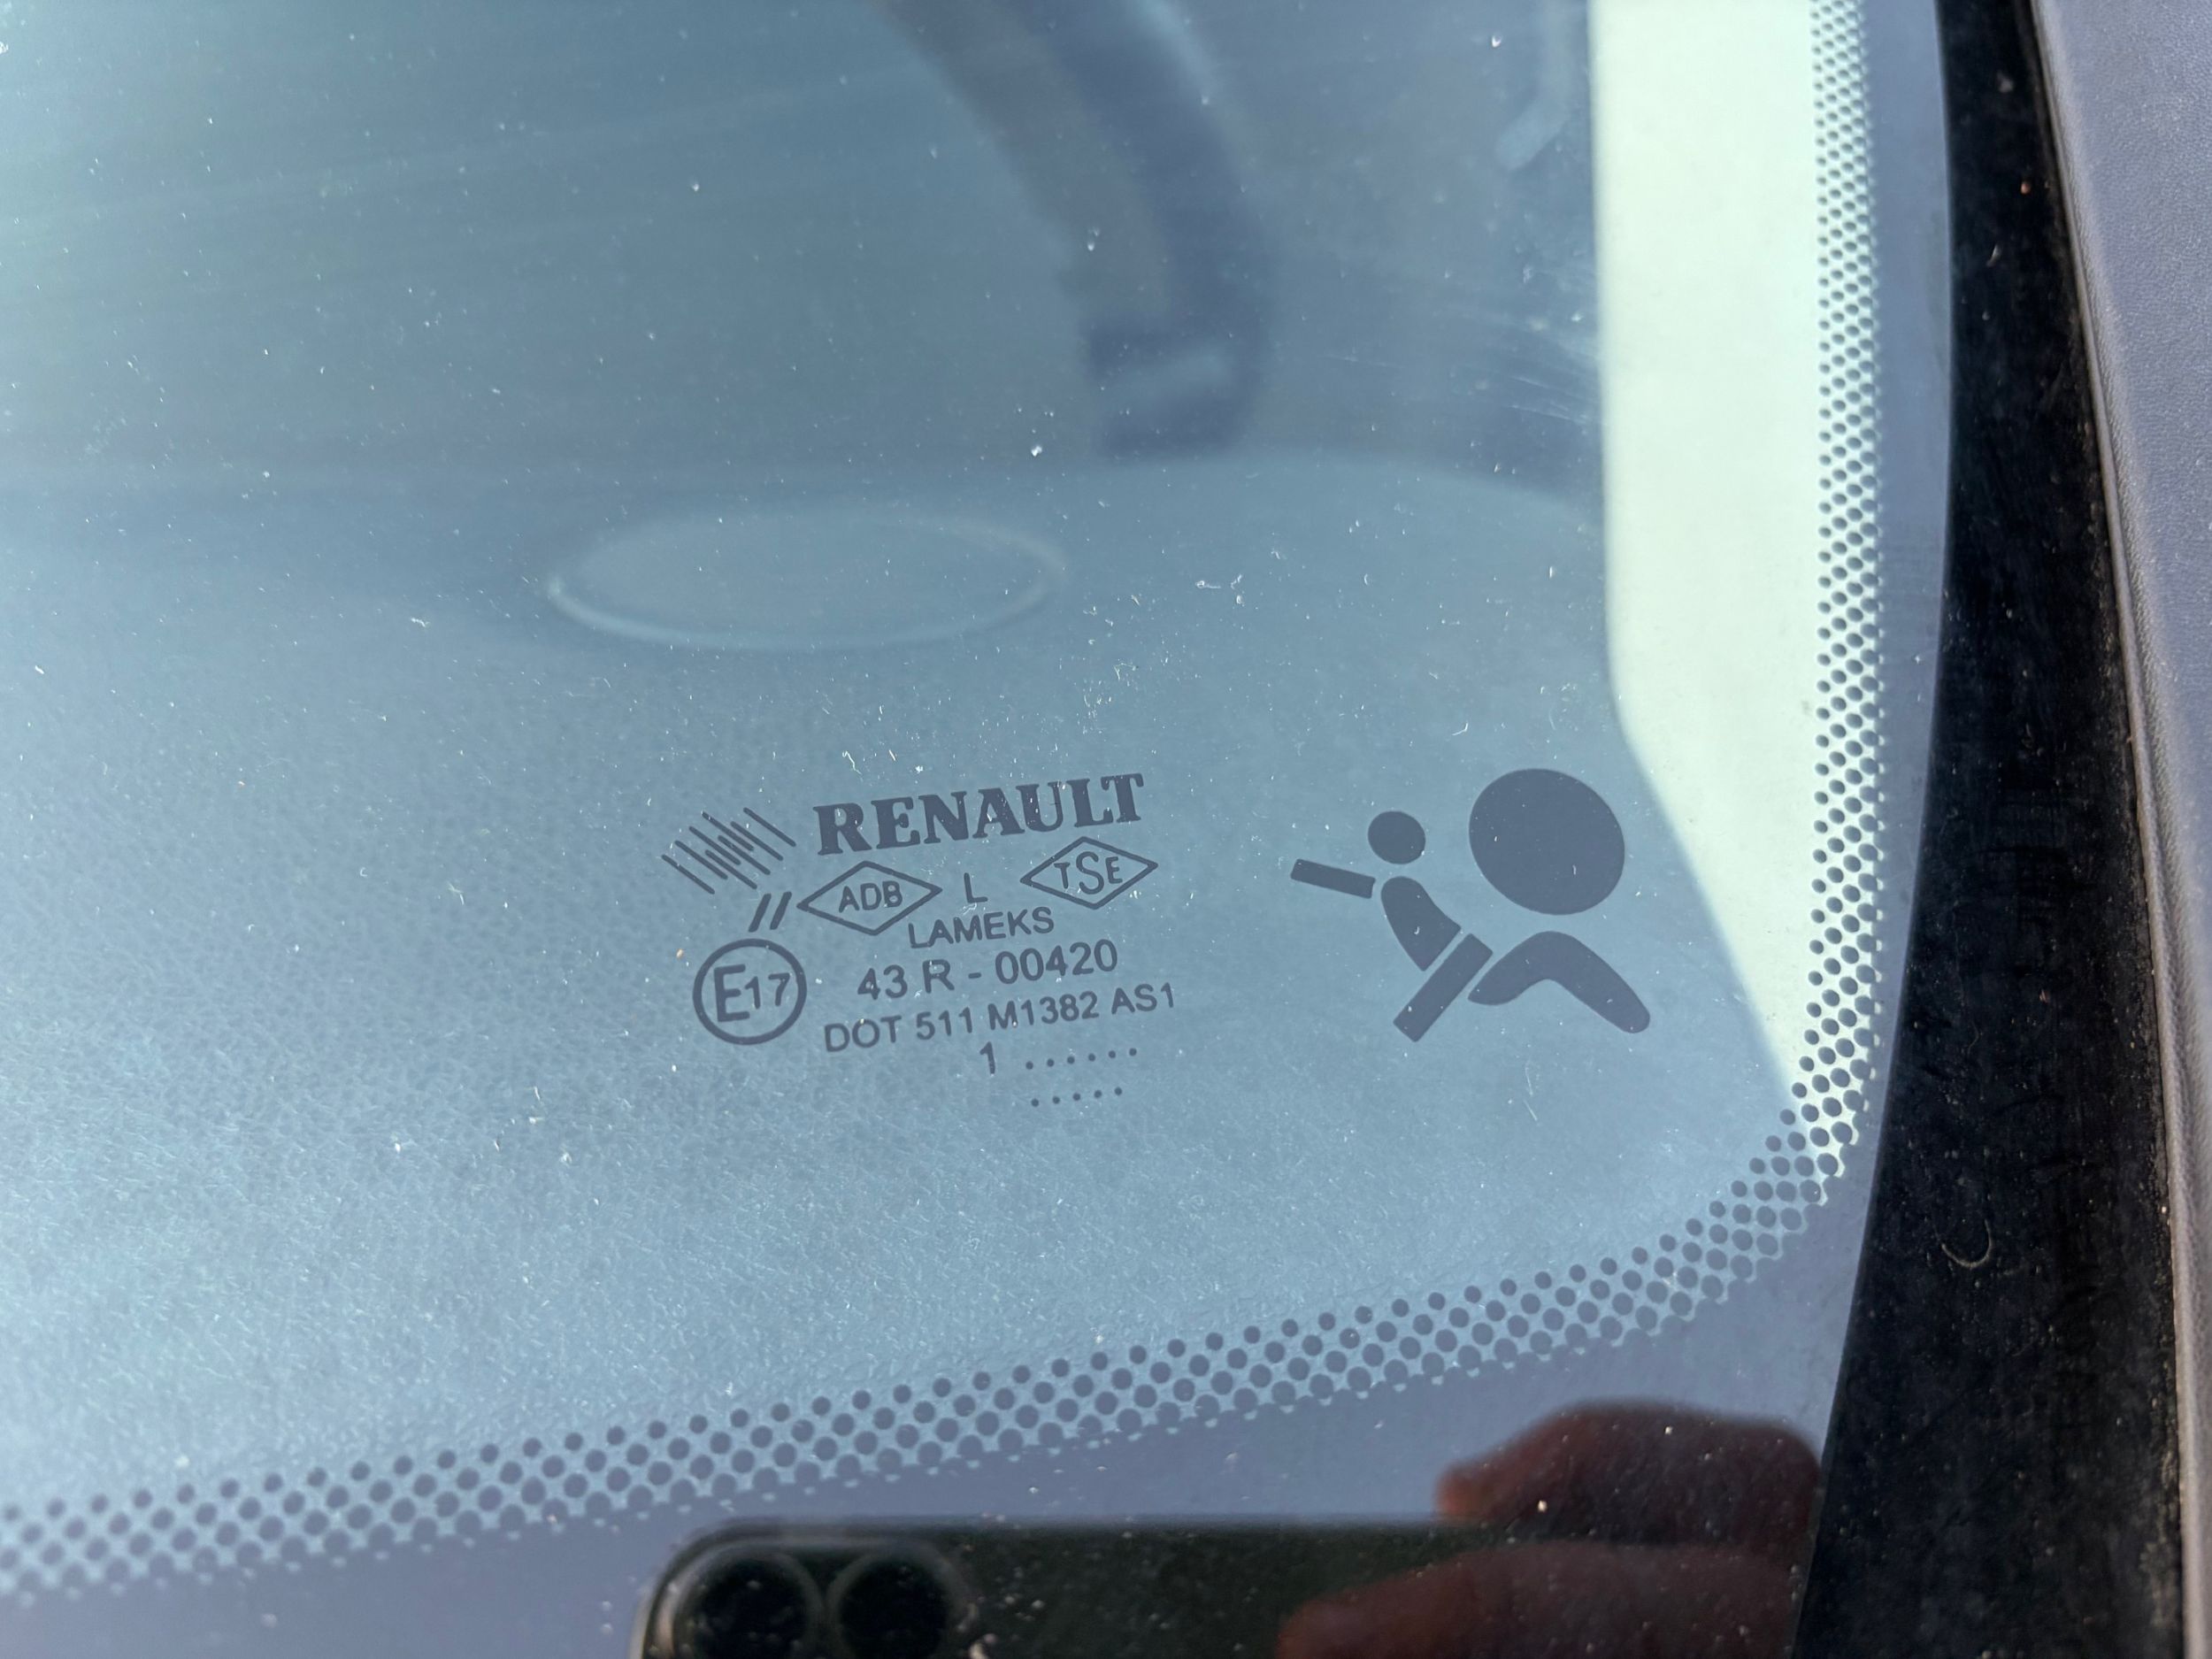 RENAULT
// ADB L TSE
LAMEKS
E17 43 R - 00420
DOT 511 M1382 AS1
1 ......
.....